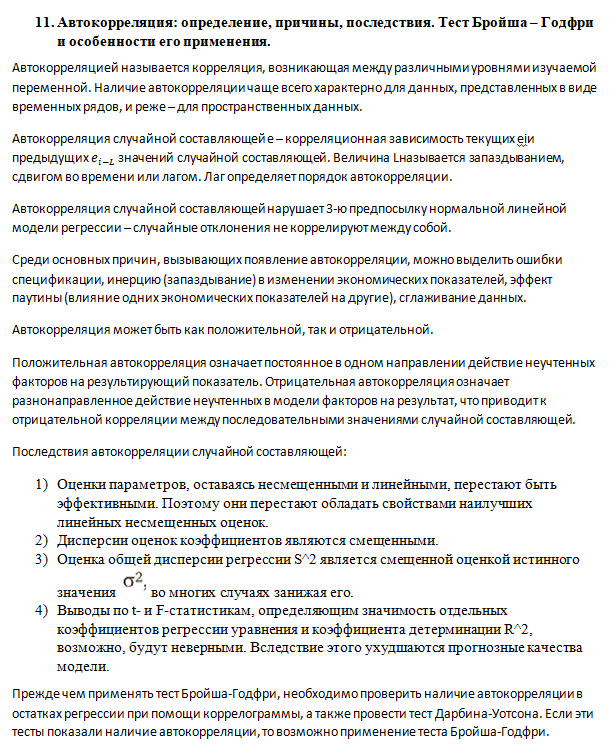 11. Автокорреляция: определение, причины, последствия. Тест Бройша – Годфри
и особенности его применения.
Автокорреляцией называется корреляция, возникающая между различными уровнями изучаемой
переменной. Наличие автокорреляции чаще всего характерно для данных, представленных в виде
временных рядов, и реже – для пространственных данных.
Автокорреляция случайной составляющей е – корреляционная зависимость текущих eiи
предыдущих e_{i−L} значений случайной составляющей. Величина Lназывается запаздыванием,
сдвигом во времени или лагом. Лаг определяет порядок автокорреляции.
Автокорреляция случайной составляющей нарушает 3-ю предпосылку нормальной линейной
модели регрессии – случайные отклонения не коррелируют между собой.
Среди основных причин, вызывающих появление автокорреляции, можно выделить ошибки
спецификации, инерцию (запаздывание) в изменении экономических показателей, эффект
паутины (влияние одних экономических показателей на другие), сглаживание данных.
Автокорреляция может быть как положительной, так и отрицательной.
Положительная автокорреляция означает постоянное в одном направлении действие неучтенных
факторов на результирующий показатель. Отрицательная автокорреляция означает
разнонаправленное действие неучтенных в модели факторов на результат, что приводит к
отрицательной корреляции между последовательными значениями случайной составляющей.
Последствия автокорреляции случайной составляющей:
1) Оценки параметров, оставаясь несмещенными и линейными, перестают быть
эффективными. Поэтому они перестают обладать свойствами наилучших
линейных несмещенных оценок.
2) Дисперсии оценок коэффициентов являются смещенными.
3) Оценка общей дисперсии регрессии S^2 является смещенной оценкой истинного
значения σ², во многих случаях занижая его.
4) Выводы по t- и F-статистикам, определяющим значимость отдельных
коэффициентов регрессии уравнения и коэффициента детерминации R^2,
возможно, будут неверными. Вследствие этого ухудшаются прогнозные качества
модели.
Прежде чем применять тест Бройша-Годфри, необходимо проверить наличие автокорреляции в
остатках регрессии при помощи коррелограммы, а также провести тест Дарбина-Уотсона. Если эти
тесты показали наличие автокорреляции, то возможно применение теста Бройша-Годфри.